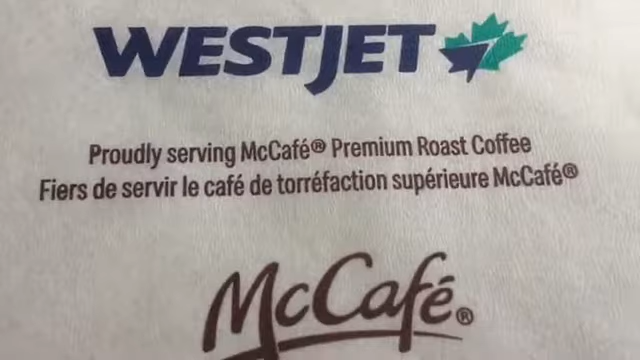 WESTJET
Proudly serving McCafé® Premium Roast Coffee
Fiers de servir le café de torréfaction supérieure McCafé®
McCafé®